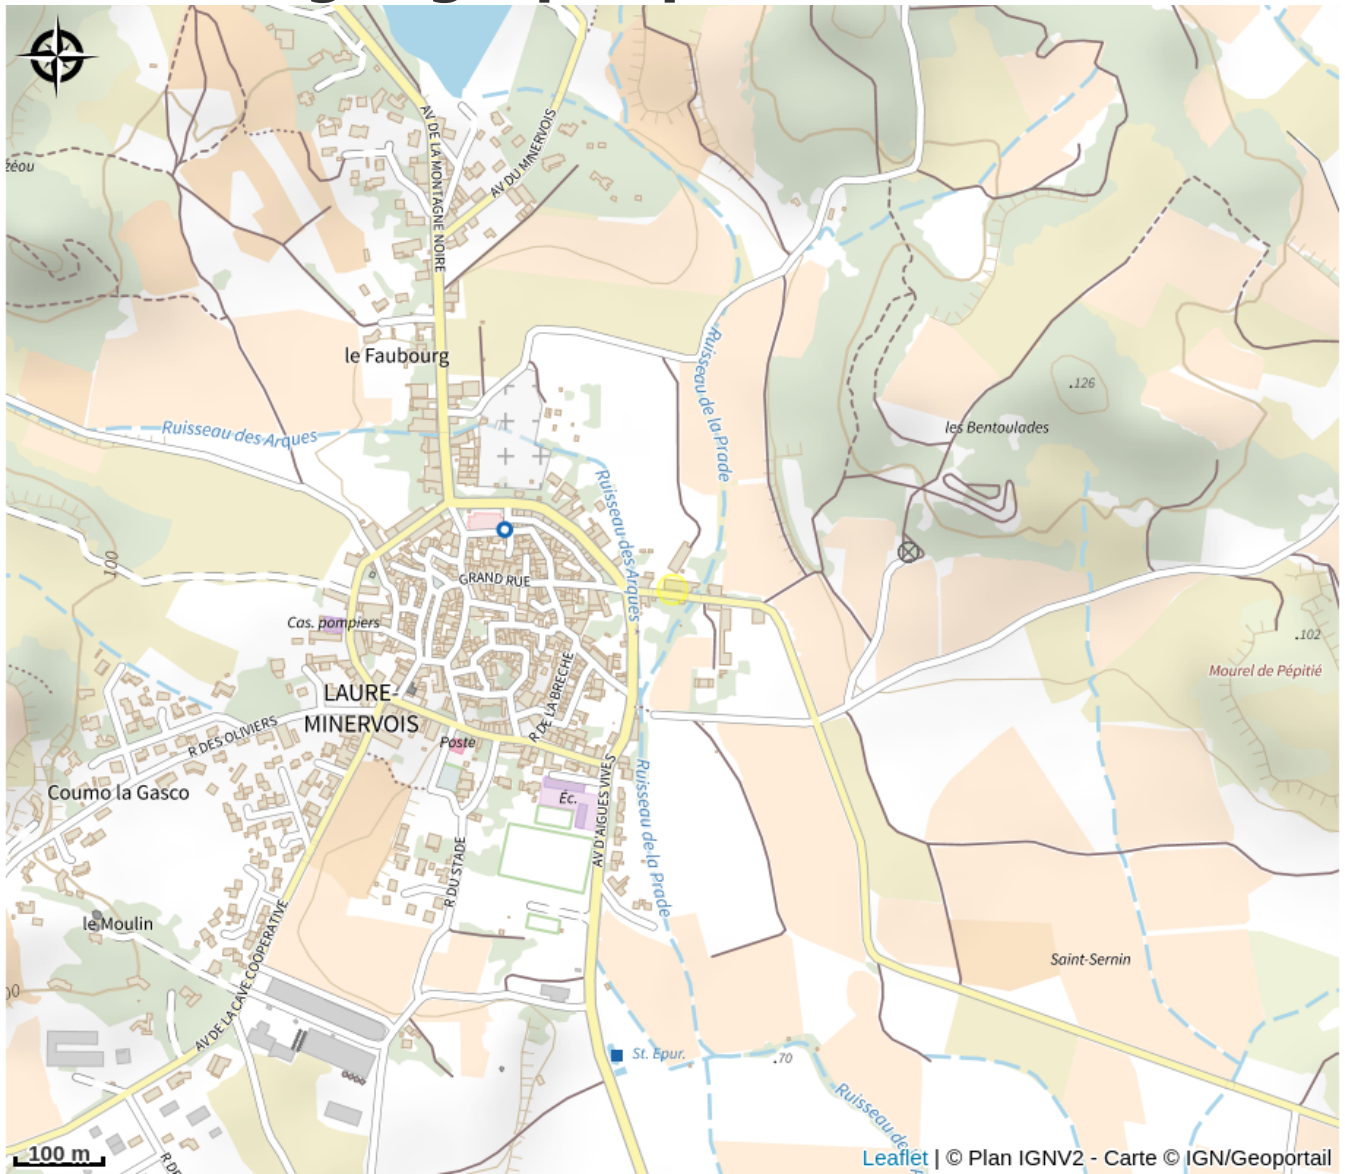 AV DE LA MONTAGNE NOIRE
AV DU MINERVOIS
le Faubourg
Ruisseau de la Prade
.126
Ruisseau des Arques
les Bentoulades
Ruisseau des Arques
100
GRAND RUE
Cas. pompiers
.102
Mourel de Pépitié
LAURE-
MINERVOIS
R DE LA BRECHE
R DES OLIVIERS
Poste
Coumo la Gasco
Éc.
AV D'AIGUES VIVES
Ruisseau de la Prade
R DU STADE
le Moulin
AV DE LA CAVE COOPERATIVE
Saint-Sernin
St. Epur.
.70
Ruisseau de
100 m
Leaflet | © Plan IGNV2 - Carte © IGN/Geoportail